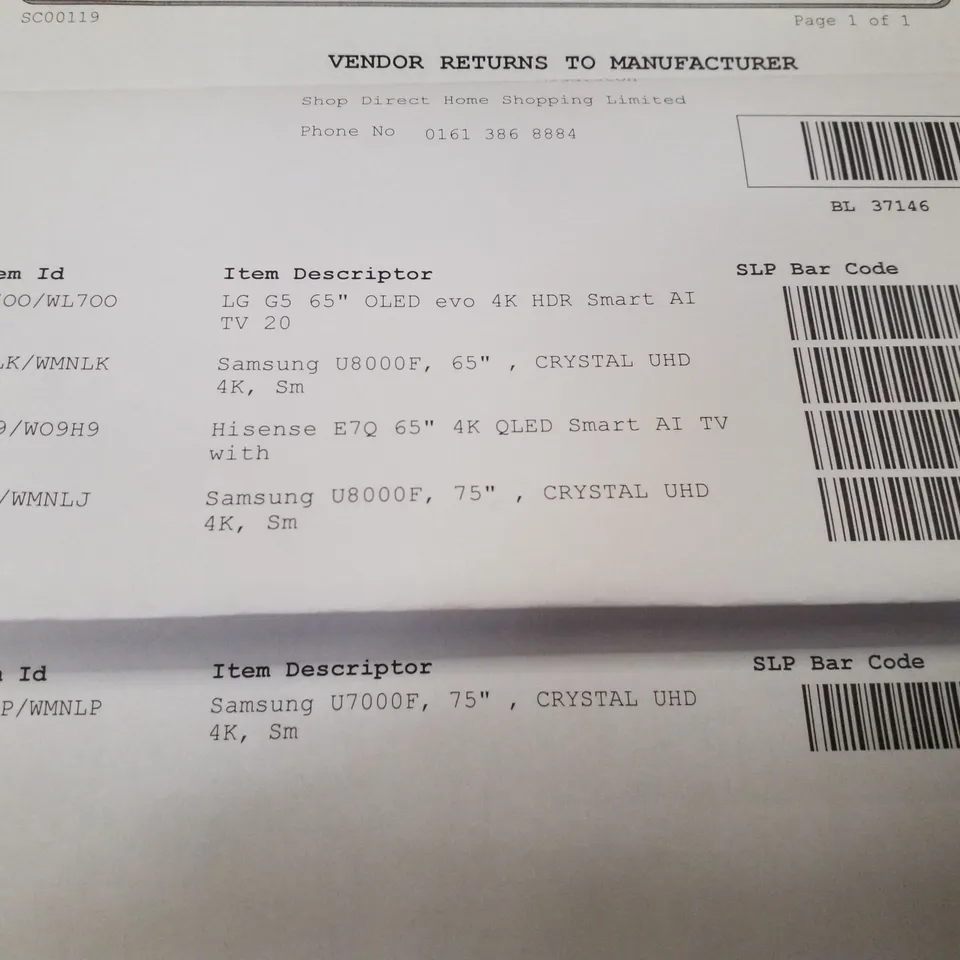 SC00119
Page 1 of 1
VENDOR RETURNS TO MANUFACTURER
Shop Direct Home Shopping Limited
Phone No 0161 386 8884
BL 37146
em Id Item Descriptor SLP Bar Code
00/WL700 LG G5 65" OLED evo 4K HDR Smart AI
TV 20
LK/WMNLK Samsung U8000F, 65" , CRYSTAL UHD
4K, Sm
9/WO9H9 Hisense E7Q 65" 4K QLED Smart AI TV
with
/WMNLJ Samsung U8000F, 75" , CRYSTAL UHD
4K, Sm
Id Item Descriptor SLP Bar Code
P/WMNLP Samsung U7000F, 75" , CRYSTAL UHD
4K, Sm